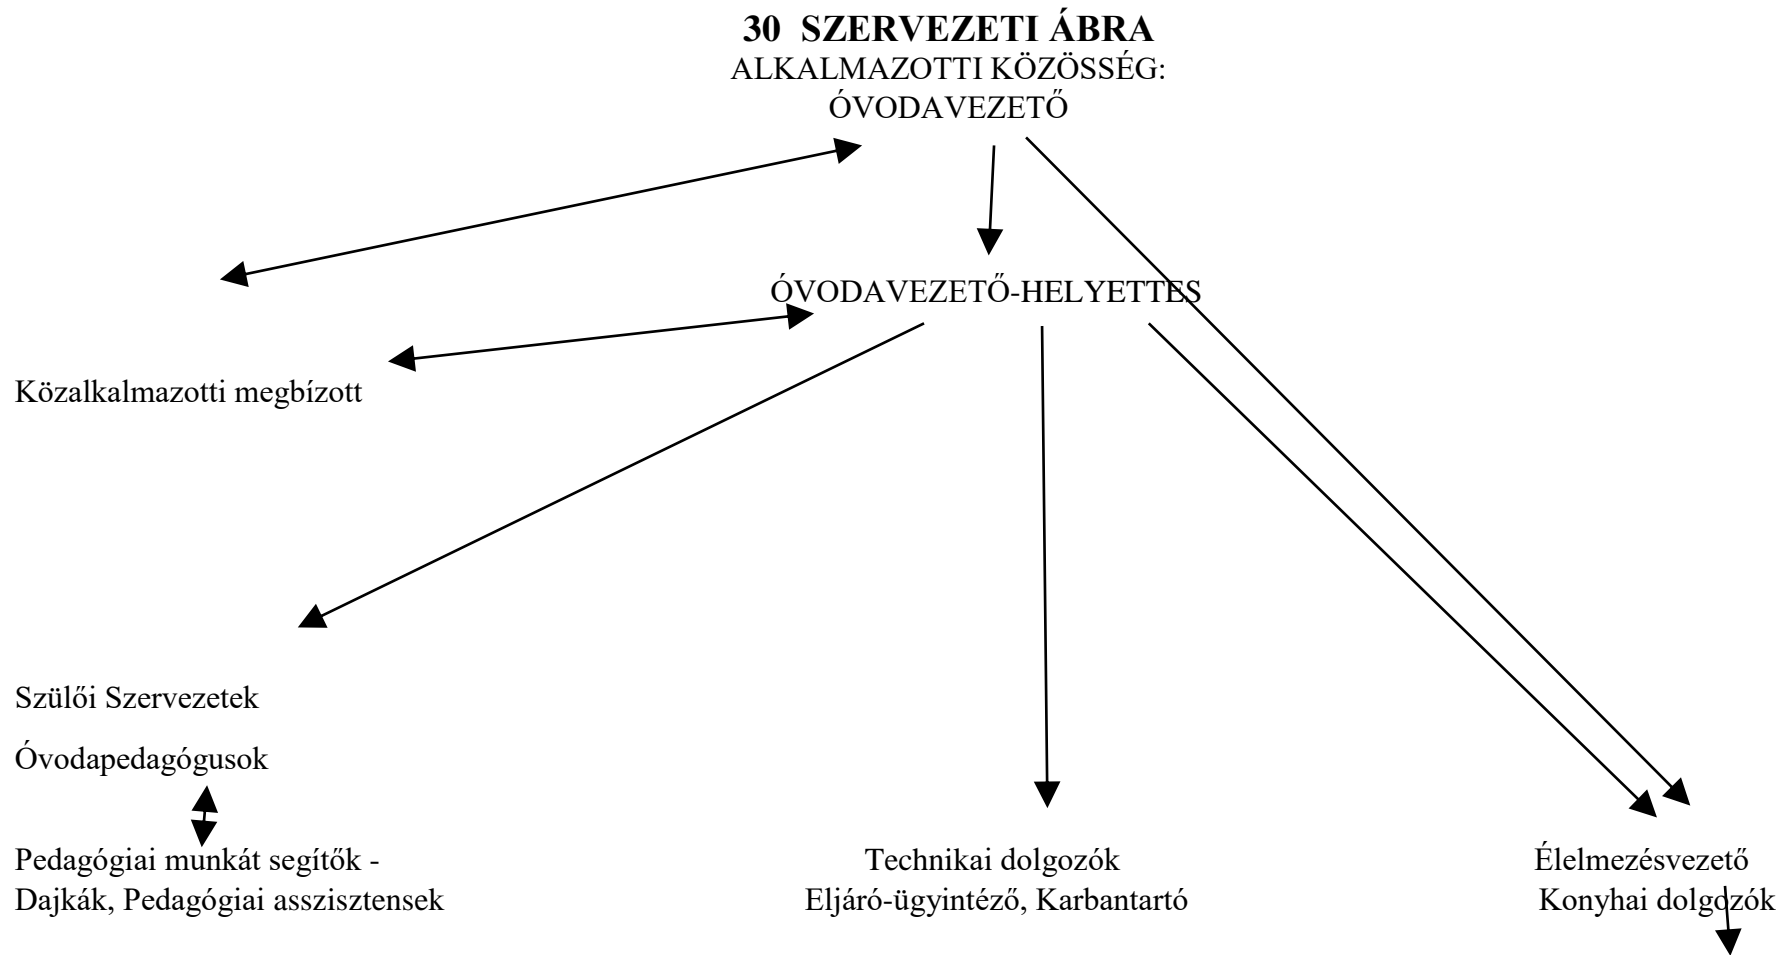 30 SZERVEZETI ÁBRA
ALKALMAZOTTI KÖZÖSSÉG:
ÓVODAVEZETŐ
ÓVODAVEZETŐ-HELYETTES
Közalkalmazotti megbízott
Szülői Szervezetek
Óvodapedagógusok
Pedagógiai munkát segítők -
Dajkák, Pedagógiai asszisztensek
Technikai dolgozók
Eljáró-ügyintéző, Karbantartó
Élelmezésvezető
Konyhai dolgozók